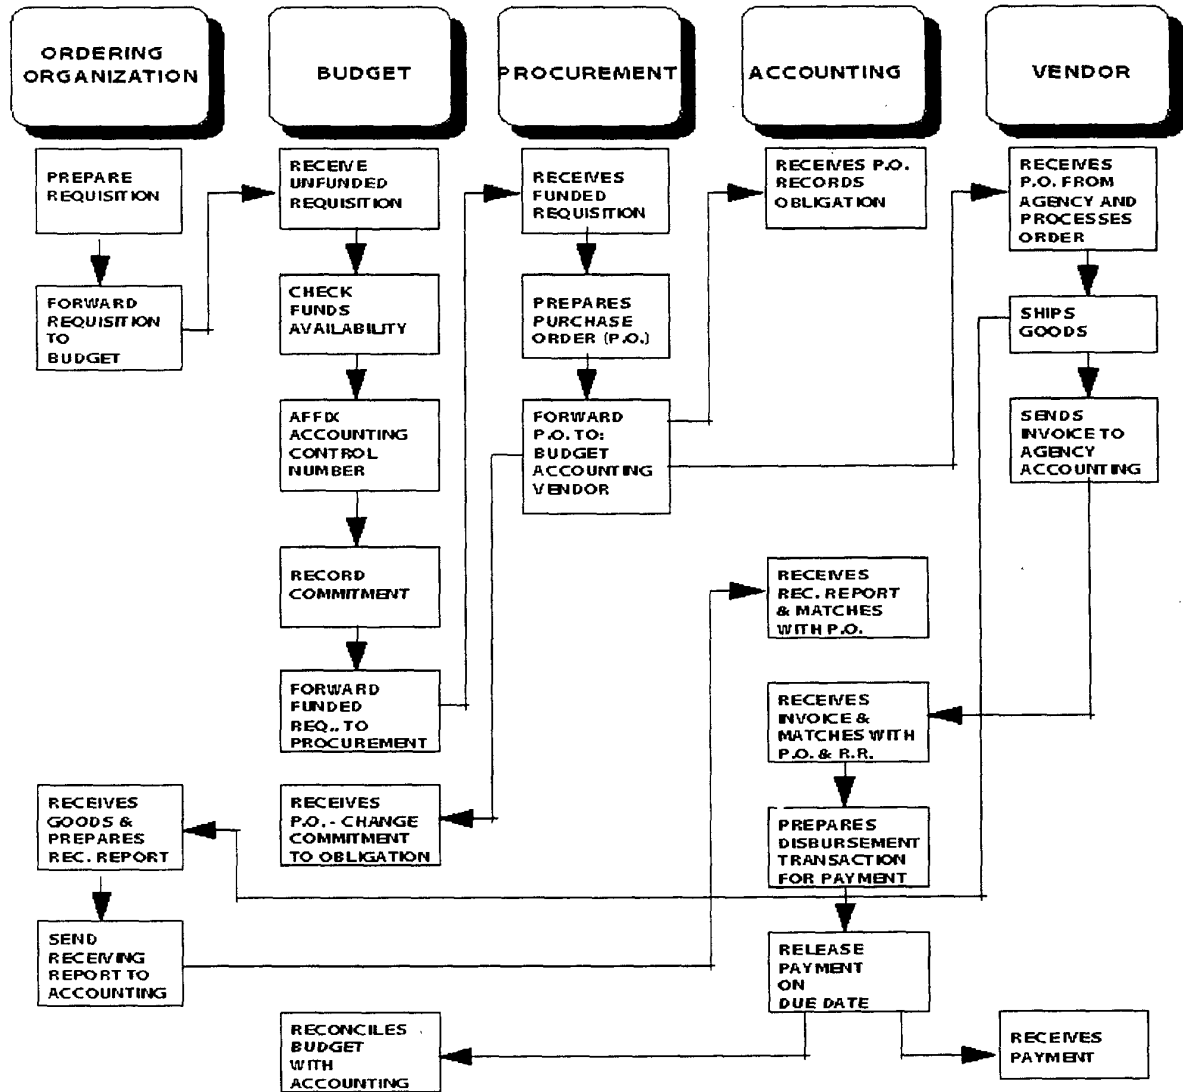 ORDERING
ORGANIZATION
BUDGET
PROCUREMENT
ACCOUNTING
VENDOR
PREPARE
REQUISITION
FORWARD
REQUISITION
TO
BUDGET
RECEIVE
UNFUNDED
REQUISITION
CHECK
FUNDS
AVAILABILITY
AFFIX
ACCOUNTING
CONTROL
NUMBER
RECORD
COMMITMENT
FORWARD
FUNDED
REQ.. TO
PROCUREMENT
RECEIVES
FUNDED
REQUISITION
PREPARES
PURCHASE
ORDER (P.O.)
FORWARD
P.O. TO:
BUDGET
ACCOUNTING
VENDOR
RECEIVES P.O.
RECORDS
OBLIGATION
RECEIVES
P.O. FROM
AGENCY AND
PROCESSES
ORDER
SHIPS
GOODS
SENDS
INVOICE TO
AGENCY
ACCOUNTING
RECEIVES
REC. REPORT
& MATCHES
WITH P.O.
RECEIVES
INVOICE &
MATCHES WITH
P.O. & R.R.
RECEIVES
GOODS &
PREPARES
REC. REPORT
RECEIVES
P.O. - CHANGE
COMMITMENT
TO OBLIGATION
PREPARES
DISBURSEMENT
TRANSACTION
FOR PAYMENT
SEND
RECEIVING
REPORT TO
ACCOUNTING
RELEASE
PAYMENT
ON
DUE DATE
RECONCILES
BUDGET
WITH
ACCOUNTING
RECEIVES
PAYMENT